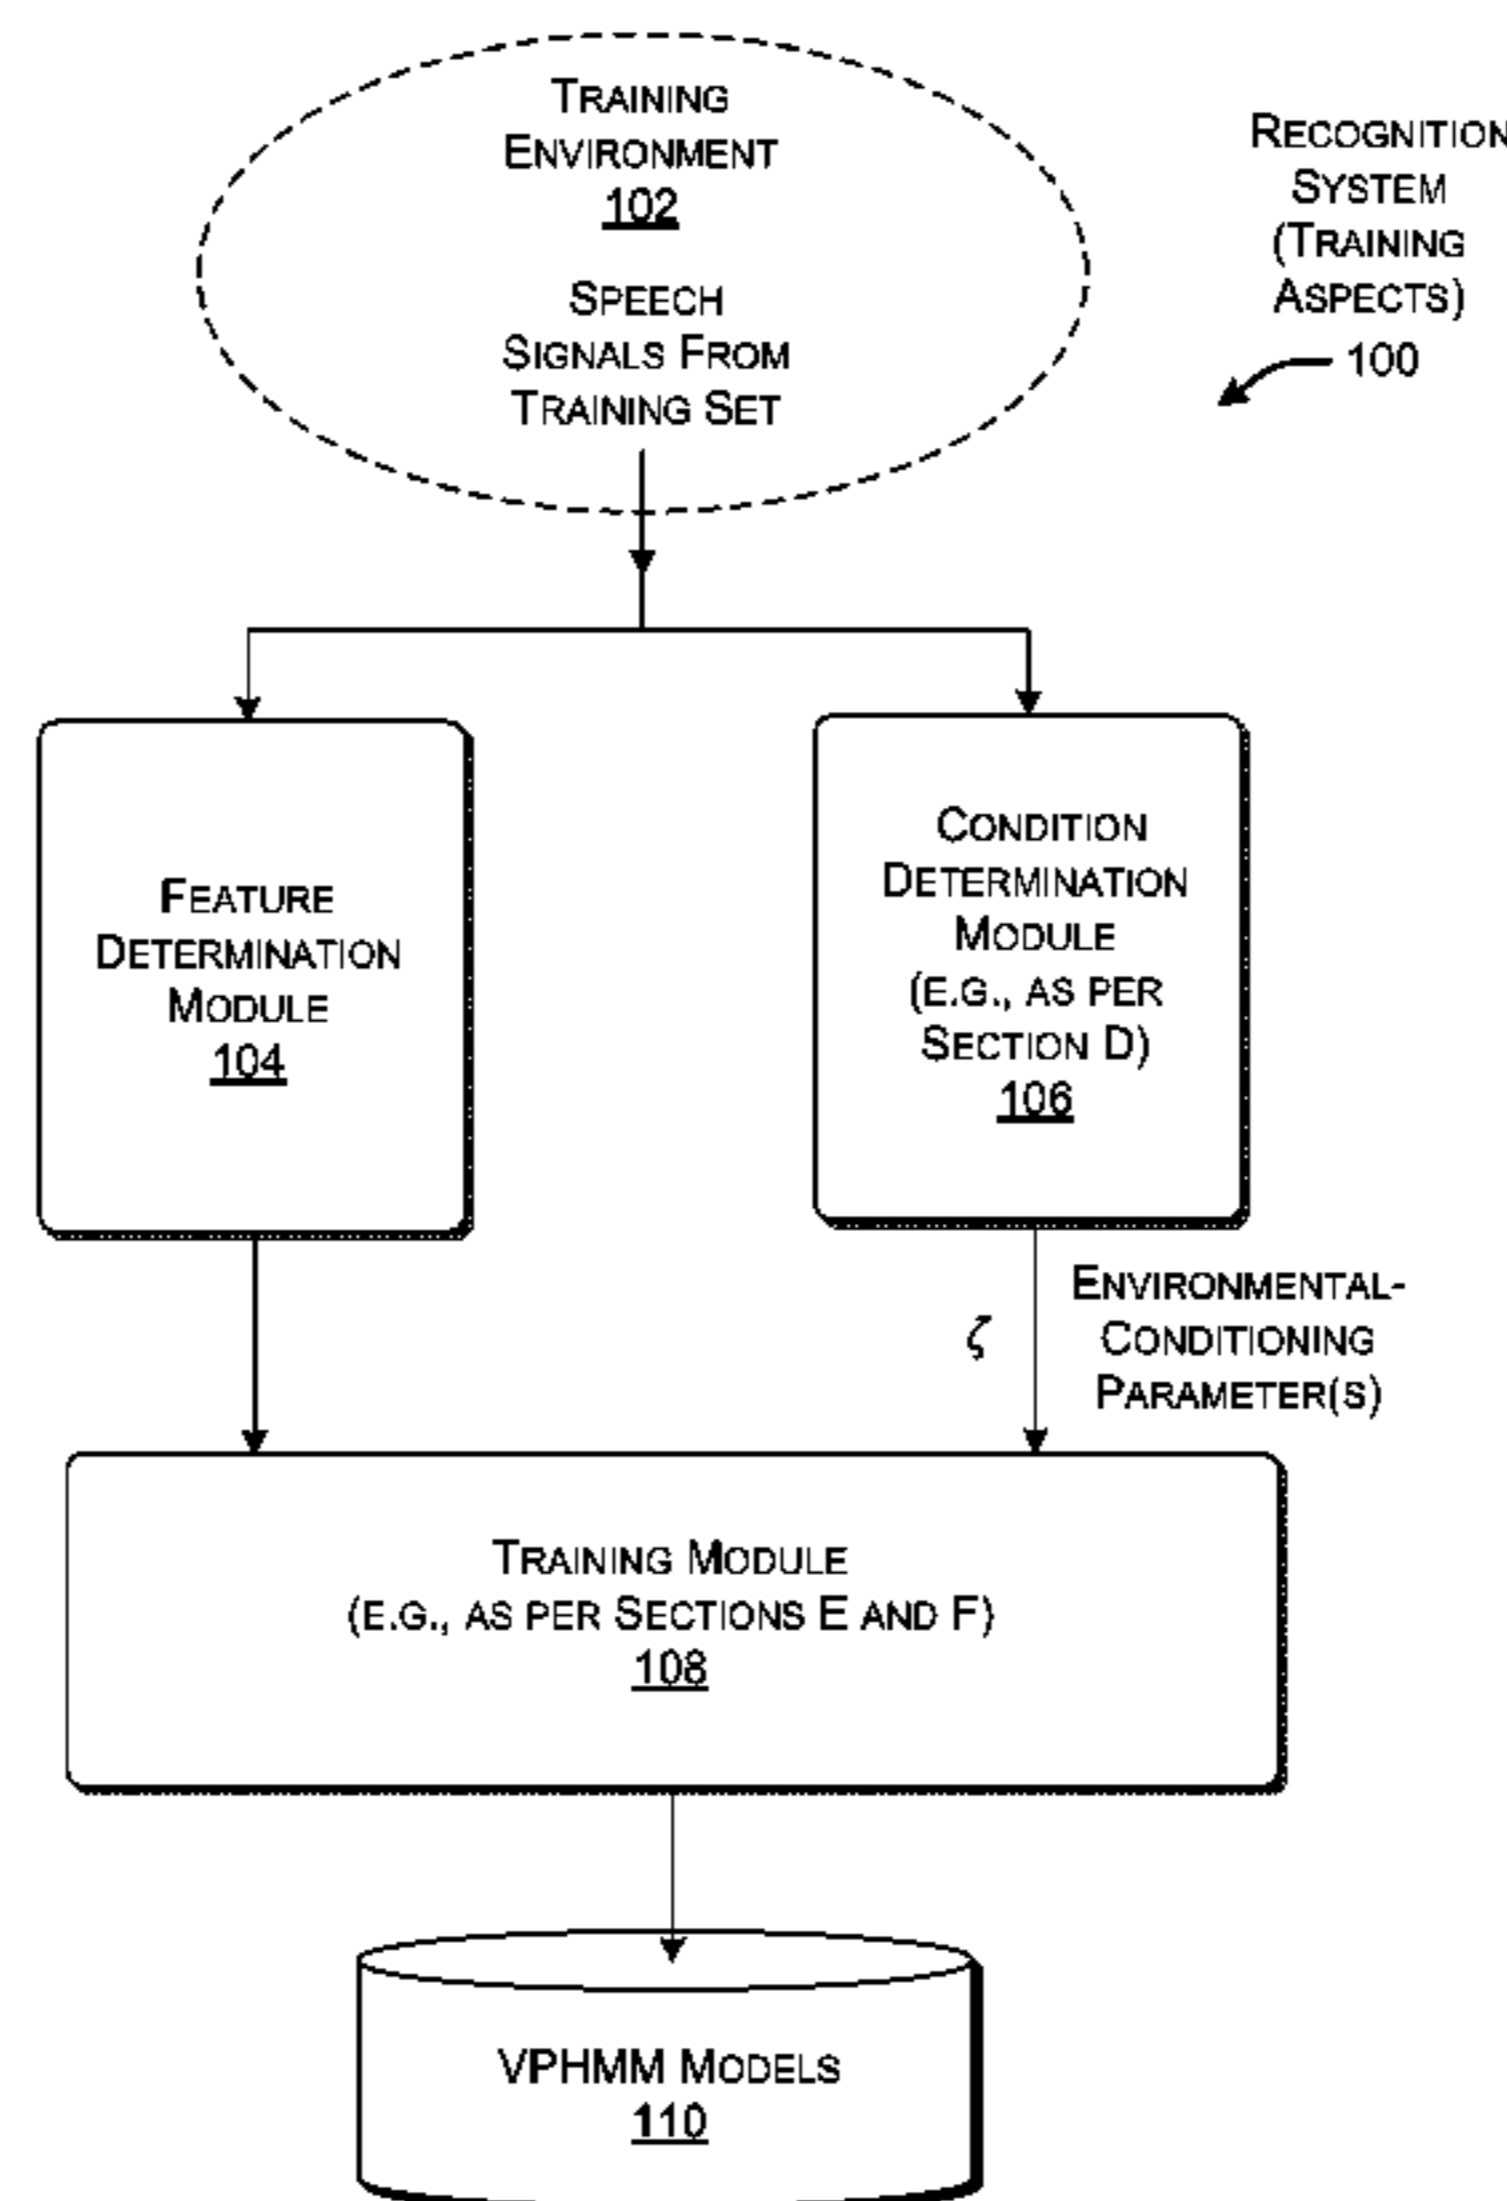 TRAINING
ENVIRONMENT
102
SPEECH
SIGNALS FROM
TRAINING SET
RECOGNITION
SYSTEM
(TRAINING
ASPECTS)
100
FEATURE
DETERMINATION
MODULE
104
CONDITION
DETERMINATION
MODULE
(E.G., AS PER
SECTION D)
106
ζ
ENVIRONMENTAL-
CONDITIONING
PARAMETER(S)
TRAINING MODULE
(E.G., AS PER SECTIONS E AND F)
108
VPHMM MODELS
110